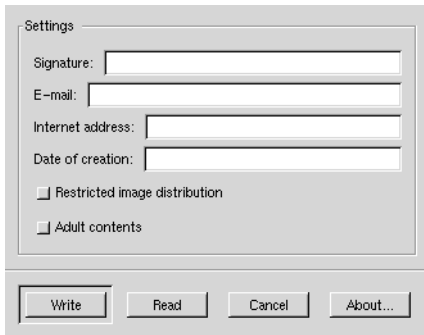 Settings
Signature:
E-mail:
Internet address:
Date of creation:
Restricted image distribution
Adult contents
Write Read Cancel About...